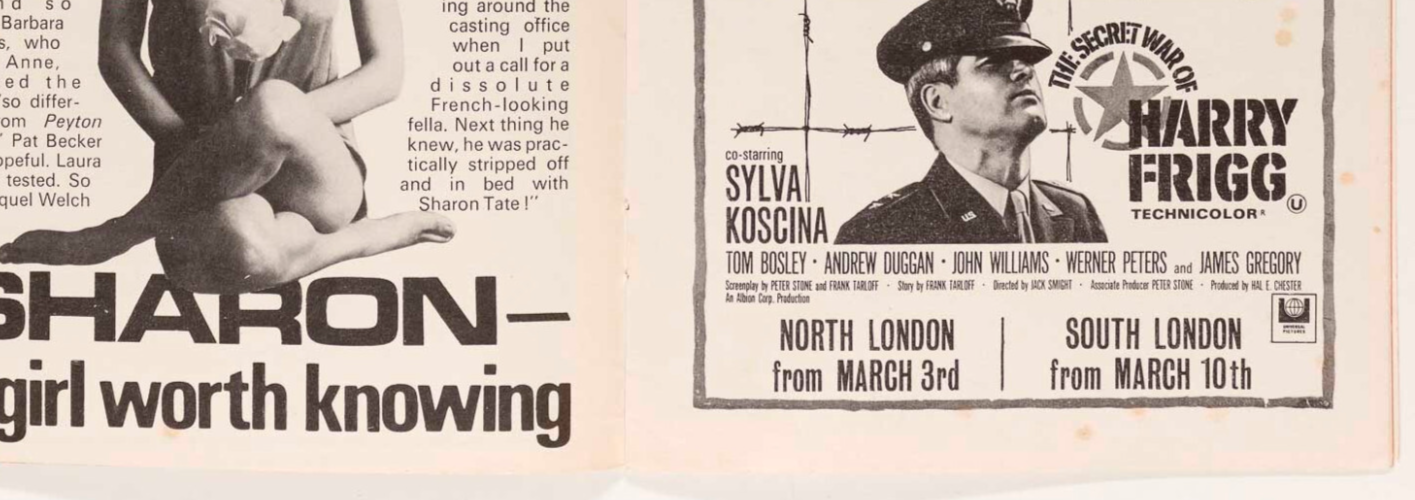 nd so
Barbara
s, who
Anne,
ed the
'so differ-
om Peyton
" Pat Becker
opeful. Laura
tested. So
quel Welch
ing around the
casting office
when I put
out a call for a
dissolute
French-looking
fella. Next thing he
knew, he was prac-
tically stripped off
and in bed with
Sharon Tate!"
SHARON—
girl worth knowing
THE SECRET WAR OF
HARRY
FRIGG
TECHNICOLOR®
U
US
co-starring
SYLVA
KOSCINA
TOM BOSLEY · ANDREW DUGGAN · JOHN WILLIAMS · WERNER PETERS and JAMES GREGORY
Screenplay by PETER STONE and FRANK TARLOFF · Story by FRANK TARLOFF · Directed by JACK SMIGHT · Associate Producer PETER STONE · Produced by HAL E. CHESTER
An Albion Corp. Production
UNIVERSAL
PICTURES
NORTH LONDON
from MARCH 3rd
SOUTH LONDON
from MARCH 10th